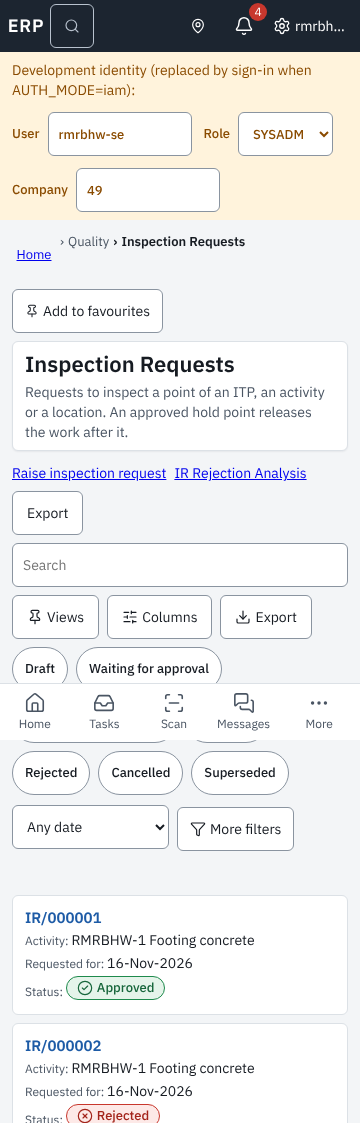 ERP
4
rmrbh...
Development identity (replaced by sign-in when
AUTH_MODE=iam):
User
rmrbhw-se
Role
SYSADM
Company
49
Home › Quality › Inspection Requests
Add to favourites
Inspection Requests
Requests to inspect a point of an ITP, an activity
or a location. An approved hold point releases
the work after it.
Raise inspection request IR Rejection Analysis
Export
Search
Views
Columns
Export
Draft
Waiting for approval
Home
Tasks
Scan
Messages
More
Rejected
Cancelled
Superseded
Any date
More filters
IR/000001
Activity: RMRBHW-1 Footing concrete
Requested for: 16-Nov-2026
Status: Approved
IR/000002
Activity: RMRBHW-1 Footing concrete
Requested for: 16-Nov-2026
Status: Rejected